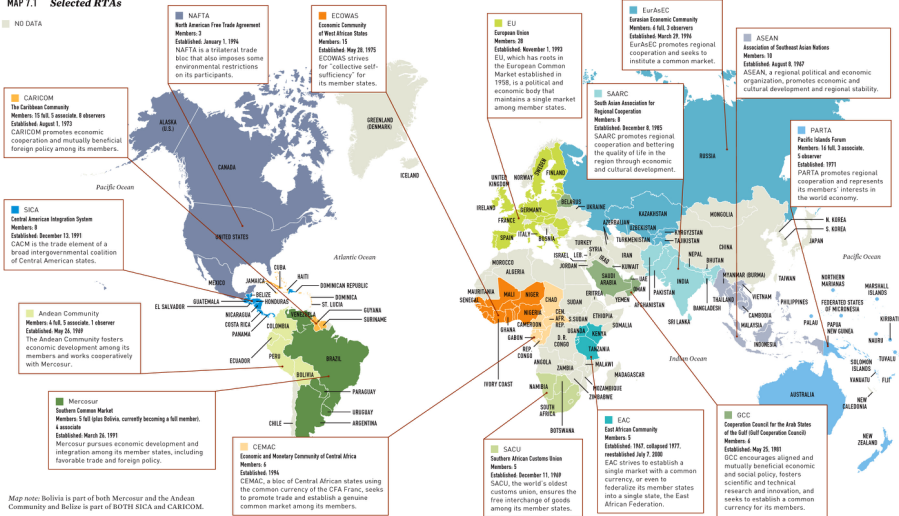 MAP 7.1 Selected RTAs
NO DATA
NAFTA
North American Free Trade Agreement
Members: 3
Established: January 1, 1994
NAFTA is a trilateral trade
bloc that also imposes some
environmental restrictions
on its participants.
ECOWAS
Economic Community
of West African States
Members: 15
Established: May 28, 1975
ECOWAS strives
for "collective self-
sufficiency" for
its member states.
EU
European Union
Members: 28
Established: November 1, 1993
EU, which has roots in
the European Common
Market established in
1958, is a political and
economic body that
maintains a single market
among member states.
EurAsEC
Eurasian Economic Community
Members: 6 full, 3 observers
Established: March 29, 1996
EurAsEC promotes regional
cooperation and seeks to
institute a common market.
ASEAN
Association of Southeast Asian Nations
Members: 10
Established: August 8, 1967
ASEAN, a regional political and economic
organization, promotes economic and
cultural development and regional stability.
SAARC
South Asian Association for
Regional Cooperation
Members: 8
Established: December 8, 1985
SAARC promotes regional
cooperation and bettering
the quality of life in the
region through economic
and cultural development.
PARTA
Pacific Islands Forum
Members: 16 full, 3 associate,
5 observer
Established: 1971
PARTA promotes regional
cooperation and represents
its members' interests in
the world economy.
CARICOM
The Caribbean Community
Members: 15 full, 5 associate, 8 observers
Established: August 1, 1973
CARICOM promotes economic
cooperation and mutually beneficial
foreign policy among its members.
SICA
Central American Integration System
Members: 8
Established: December 13, 1991
CACM is the trade element of a
broad intergovernmental coalition
of Central American states.
Andean Community
Members: 4 full, 5 associate, 1 observer
Established: May 26, 1969
The Andean Community fosters
economic development among its
members and works cooperatively
with Mercosur.
Mercosur
Southern Common Market
Members: 5 full (plus Bolivia, currently becoming a full member),
4 associate
Established: March 26, 1991
Mercosur pursues economic development and
integration among its member states, including
favorable trade and foreign policy.
CEMAC
Economic and Monetary Community of Central Africa
Members: 6
Established: 1994
CEMAC, a bloc of Central African states using
the common currency of the CFA Franc, seeks
to promote trade and establish a genuine
common market among its members.
SACU
Southern African Customs Union
Members: 5
Established: December 11, 1969
SACU, the world's oldest
customs union, ensures the
free interchange of goods
among its member states.
EAC
East African Community
Members: 5
Established: 1967, collapsed 1977,
reestablished July 7, 2000
EAC strives to establish a
single market with a common
currency, or even to
federalize its member states
into a single state, the East
African Federation.
GCC
Cooperation Council for the Arab States
of the Gulf (Gulf Cooperation Council)
Members: 6
Established: May 25, 1981
GCC encourages aligned and
mutually beneficial economic
and social policy, fosters
scientific and technical
research and innovation, and
seeks to establish a common
currency for its members.
ALASKA
(U.S.)
CANADA
GREENLAND
(DENMARK)
ICELAND
Pacific Ocean
UNITED STATES
Atlantic Ocean
MEXICO
CUBA
JAMAICA
HAITI
DOMINICAN REPUBLIC
BELIZE
GUATEMALA
HONDURAS
DOMINICA
ST. LUCIA
EL SALVADOR
NICARAGUA
COSTA RICA
PANAMA
VENEZUELA
GUYANA
SURINAME
COLOMBIA
ECUADOR
PERU
BRAZIL
BOLIVIA
PARAGUAY
URUGUAY
ARGENTINA
CHILE
UNITED
KINGDOM
NORWAY
SWEDEN
FINLAND
IRELAND
GERMANY
FRANCE
SPAIN
ITALY
BOSNIA
BELARUS
UKRAINE
RUSSIA
KAZAKHSTAN
AZERBAIJAN
UZBEKISTAN
TURKMENISTAN
KYRGYZSTAN
TAJIKISTAN
MONGOLIA
CHINA
N. KOREA
S. KOREA
JAPAN
Pacific Ocean
TURKEY
SYRIA
ISRAEL
LEB.
JORDAN
IRAQ
IRAN
KUWAIT
SAUDI
ARABIA
UAE
OMAN
YEMEN
AFGHANISTAN
PAKISTAN
NEPAL
BHUTAN
INDIA
SRI LANKA
BANGLADESH
MYANMAR (BURMA)
THAILAND
VIETNAM
CAMBODIA
MALAYSIA
INDONESIA
TAIWAN
PHILIPPINES
MOROCCO
ALGERIA
MAURITANIA
SENEGAL
MALI
NIGER
NIGERIA
CHAD
SUDAN
ERITREA
ETHIOPIA
SOMALIA
S.SUDAN
CEN.
AFR.
REP.
GHANA
CAMEROON
GABON
REP.
CONGO
D. R.
CONGO
UGANDA
KENYA
TANZANIA
IVORY COAST
ANGOLA
ZAMBIA
MALAWI
MADAGASCAR
MOZAMBIQUE
ZIMBABWE
NAMIBIA
SOUTH
AFRICA
BOTSWANA
Indian Ocean
NORTHERN
MARIANAS
FEDERATED STATES
OF MICRONESIA
MARSHALL
ISLANDS
PALAU
PAPUA
NEW GUINEA
KIRIBATI
NAURU
SOLOMON
ISLANDS
TUVALU
VANUATU
FIJI
NEW
CALEDONIA
AUSTRALIA
NEW
ZEALAND
Map note: Bolivia is part of both Mercosur and the Andean
Community and Belize is part of BOTH SICA and CARICOM.